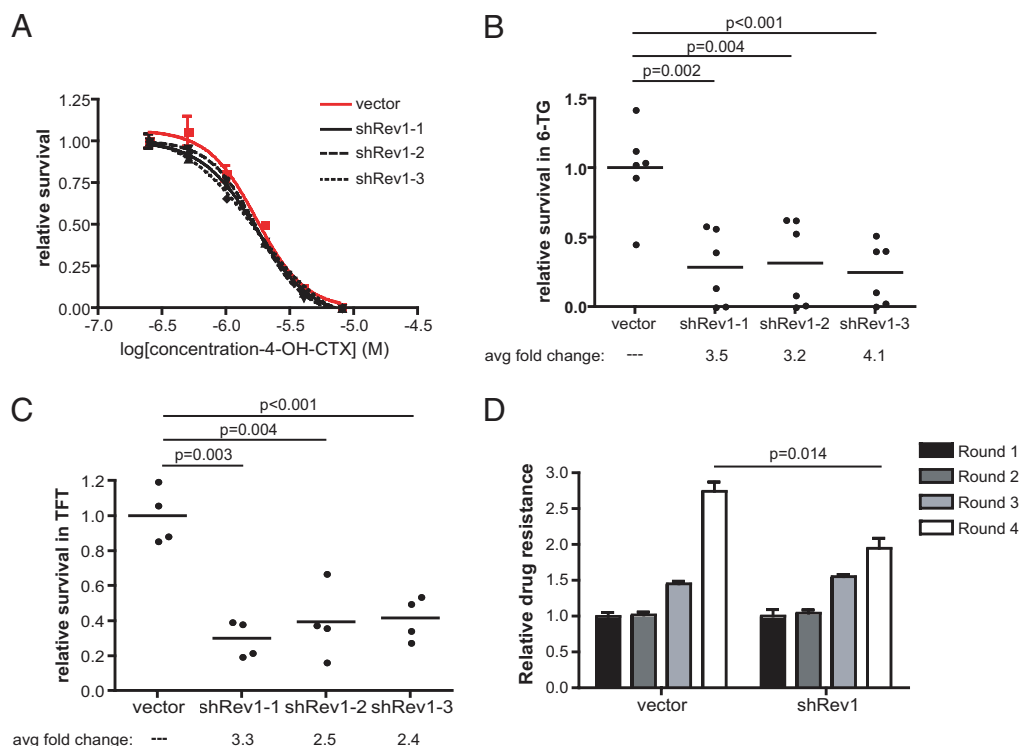 A
relative survival
1.25
1.00
0.75
0.50
0.25
0.00
-7.0 -6.5 -6.0 -5.5 -5.0 -4.5
log[concentration-4-OH-CTX] (M)
vector
shRev1-1
shRev1-2
shRev1-3
B
p<0.001
p=0.004
p=0.002
relative survival in 6-TG
1.5
1.0
0.5
0.0
vector shRev1-1 shRev1-2 shRev1-3
avg fold change: --- 3.5 3.2 4.1
C
p<0.001
p=0.004
p=0.003
relative survival in TFT
1.2
1.0
0.8
0.6
0.4
0.2
0.0
vector shRev1-1 shRev1-2 shRev1-3
avg fold change: --- 3.3 2.5 2.4
D
p=0.014
Relative drug resistance
3.0
2.5
2.0
1.5
1.0
0.5
0.0
vector shRev1
Round 1
Round 2
Round 3
Round 4